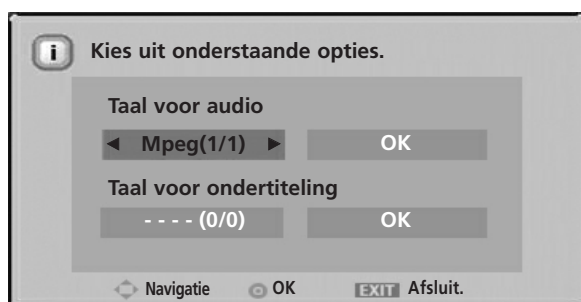 i Kies uit onderstaande opties.
Taal voor audio
◄ Mpeg(1/1) ► OK
Taal voor ondertiteling
- - - - (0/0) OK
Navigatie OK EXIT Afsluit.